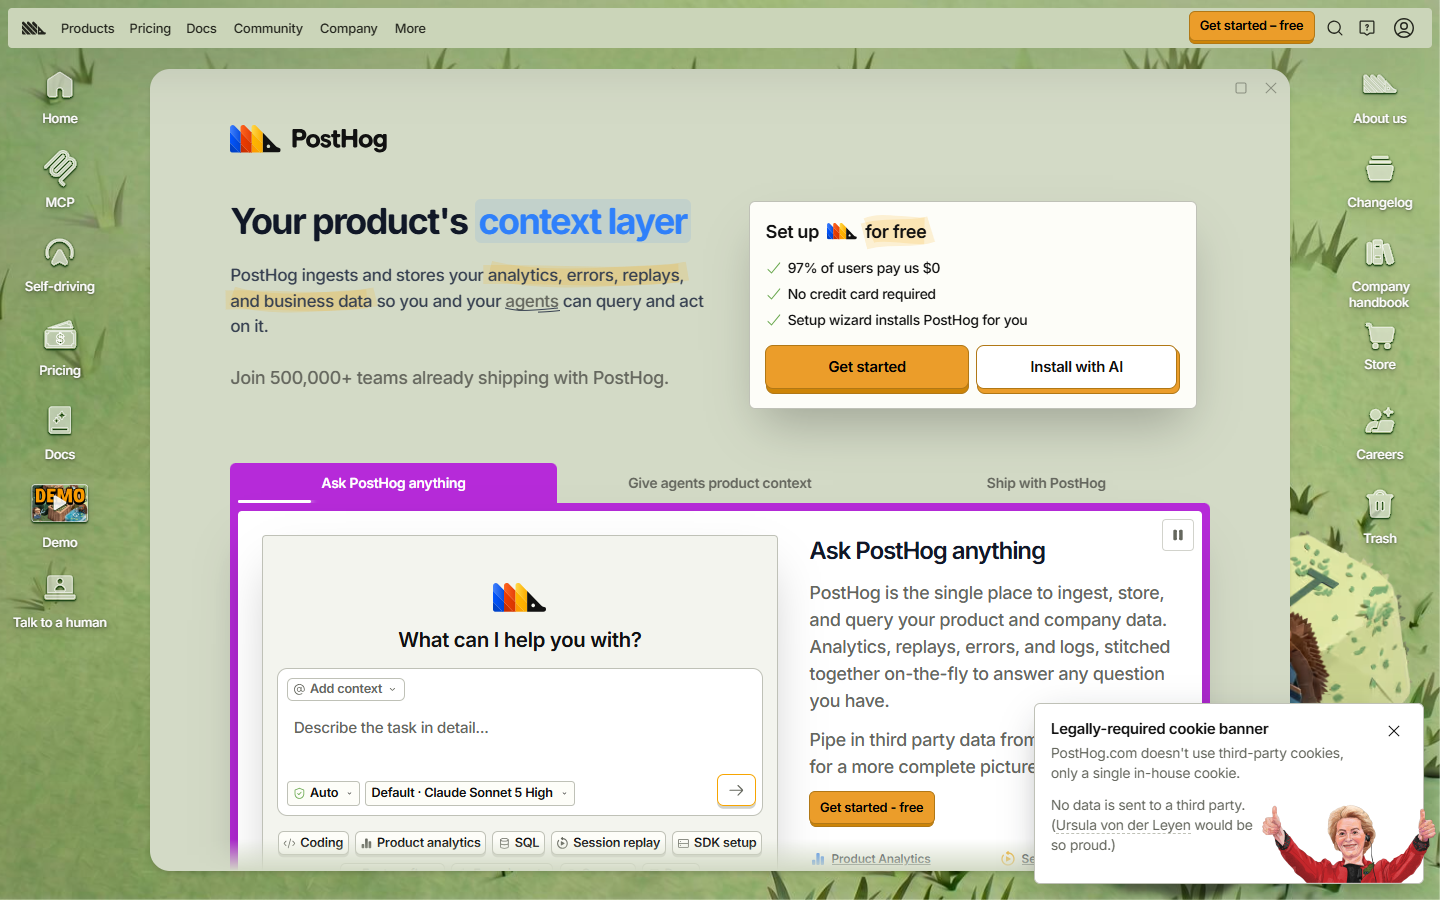 Products Pricing Docs Community Company More
Get started – free
Home
MCP
Self-driving
Pricing
Docs
DEMO
Demo
Talk to a human
About us
Changelog
Company
handbook
Store
Careers
Trash
PostHog
Your product's context layer
PostHog ingests and stores your analytics, errors, replays,
and business data so you and your agents can query and act
on it.
Join 500,000+ teams already shipping with PostHog.
Set up for free
97% of users pay us $0
No credit card required
Setup wizard installs PostHog for you
Get started
Install with AI
Ask PostHog anything
Give agents product context
Ship with PostHog
What can I help you with?
@ Add context
Describe the task in detail...
Auto
Default · Claude Sonnet 5 High
Coding
Product analytics
SQL
Session replay
SDK setup
Ask PostHog anything
PostHog is the single place to ingest, store,
and query your product and company data.
Analytics, replays, errors, and logs, stitched
together on-the-fly to answer any question
you have.
Pipe in third party data from
for a more complete picture
Get started - free
Product Analytics
Legally-required cookie banner
PostHog.com doesn't use third-party cookies,
only a single in-house cookie.
No data is sent to a third party.
(Ursula von der Leyen would be
so proud.)